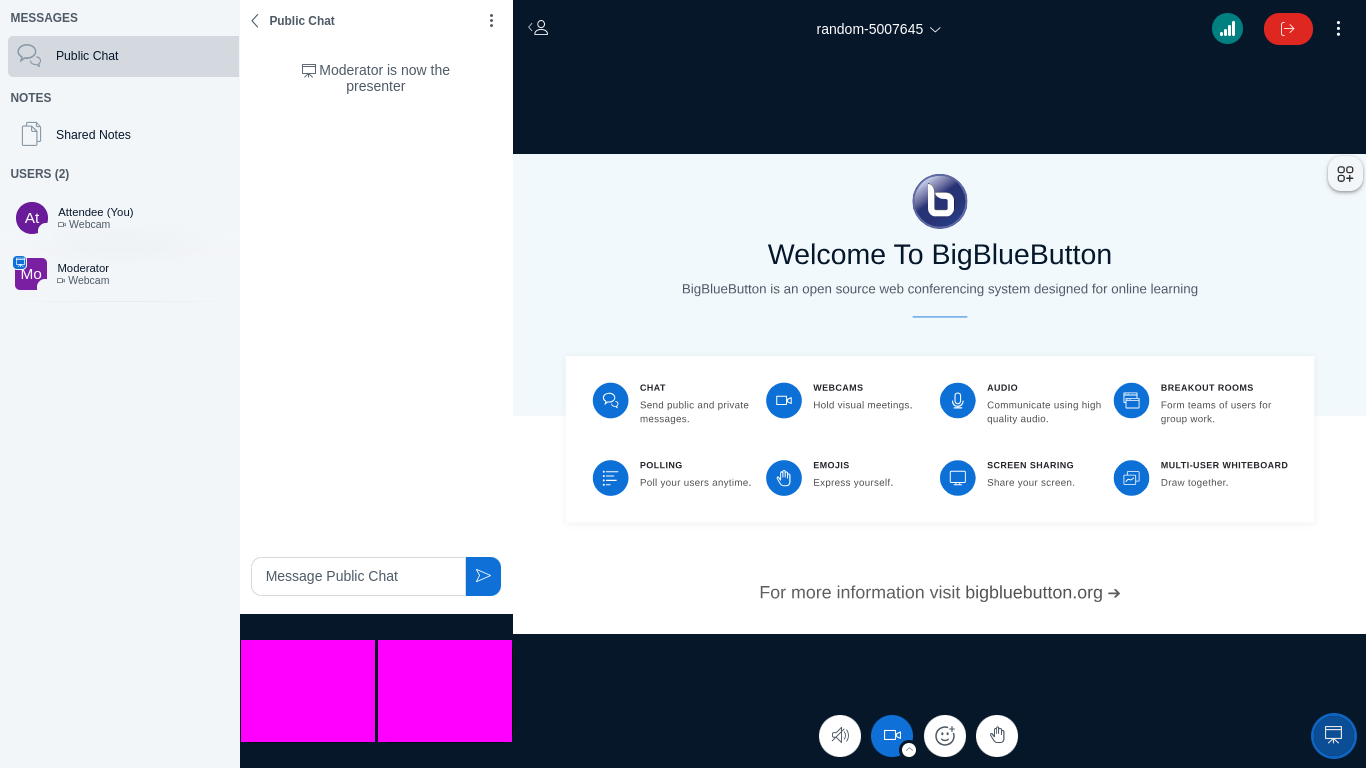 MESSAGES
Public Chat
NOTES
Shared Notes
USERS (2)
At
Attendee (You)
Webcam
Mo
Moderator
Webcam
Public Chat
Moderator is now the
presenter
Message Public Chat
random-5007645
Welcome To BigBlueButton
BigBlueButton is an open source web conferencing system designed for online learning
CHAT
Send public and private
messages.
WEBCAMS
Hold visual meetings.
AUDIO
Communicate using high
quality audio.
BREAKOUT ROOMS
Form teams of users for
group work.
POLLING
Poll your users anytime.
EMOJIS
Express yourself.
SCREEN SHARING
Share your screen.
MULTI-USER WHITEBOARD
Draw together.
For more information visit bigbluebutton.org →